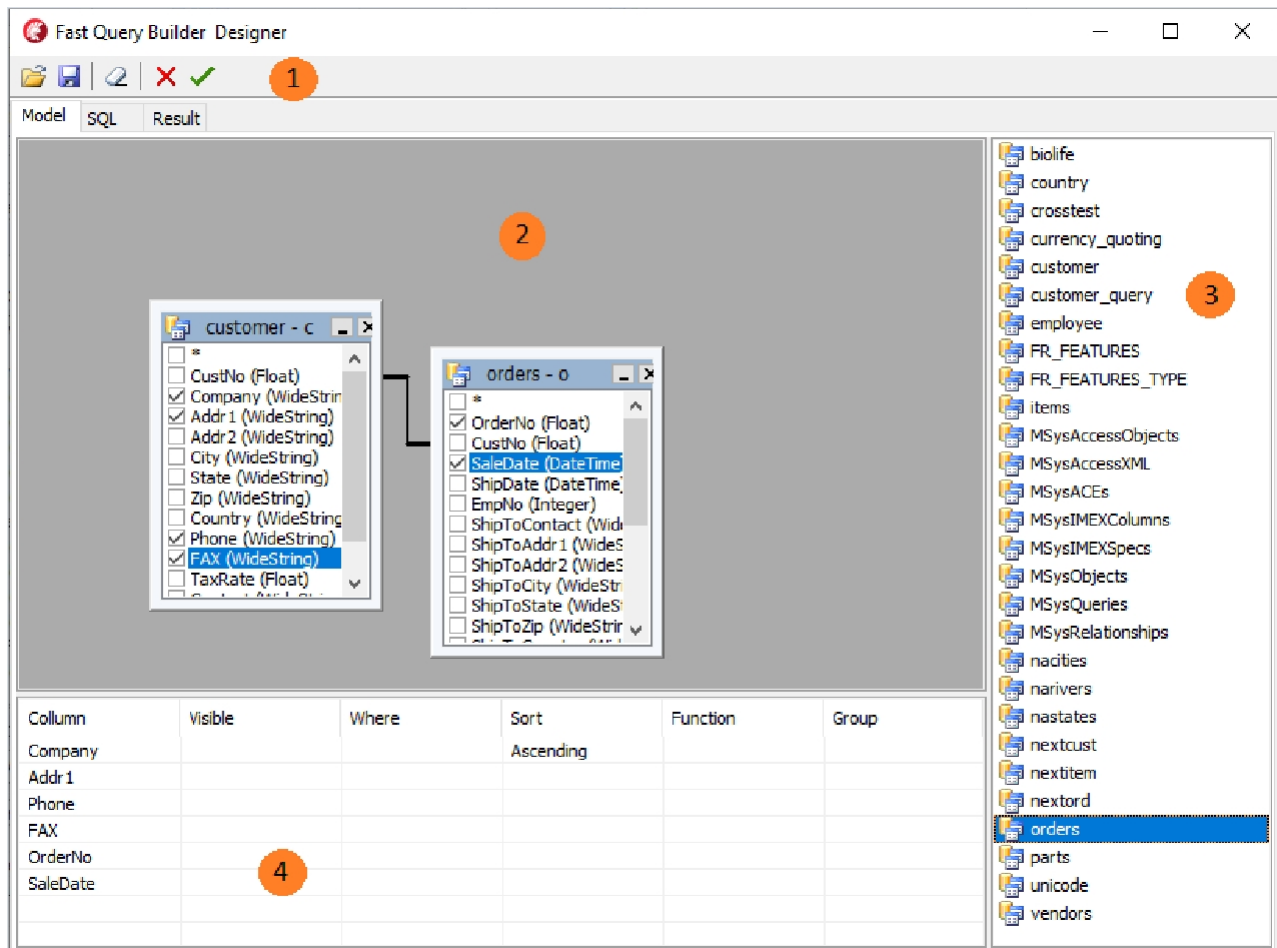 Fast Query Builder Designer
1
Model SQL Result
2
customer - c
*
CustNo (Float)
Company (WideStrin
Addr1 (WideString)
Addr2 (WideString)
City (WideString)
State (WideString)
Zip (WideString)
Country (WideString
Phone (WideString)
FAX (WideString)
TaxRate (Float)
orders - o
*
OrderNo (Float)
CustNo (Float)
SaleDate (DateTime
ShipDate (DateTime)
EmpNo (Integer)
ShipToContact (Wide
ShipToAddr1 (WideS
ShipToAddr2 (WideS
ShipToCity (WideStri
ShipToState (WideSt
ShipToZip (WideStrin
biolife
country
crosstest
currency_quoting
customer
customer_query
3
employee
FR_FEATURES
FR_FEATURES_TYPE
items
MSysAccessObjects
MSysAccessXML
MSysACEs
MSysIMEXColumns
MSysIMEXSpecs
MSysObjects
MSysQueries
MSysRelationships
nacities
narivers
nastates
nextcust
nextitem
nextord
orders
parts
unicode
vendors
Collumn Visible Where Sort Function Group
Company Ascending
Addr1
Phone
FAX
OrderNo
4
SaleDate